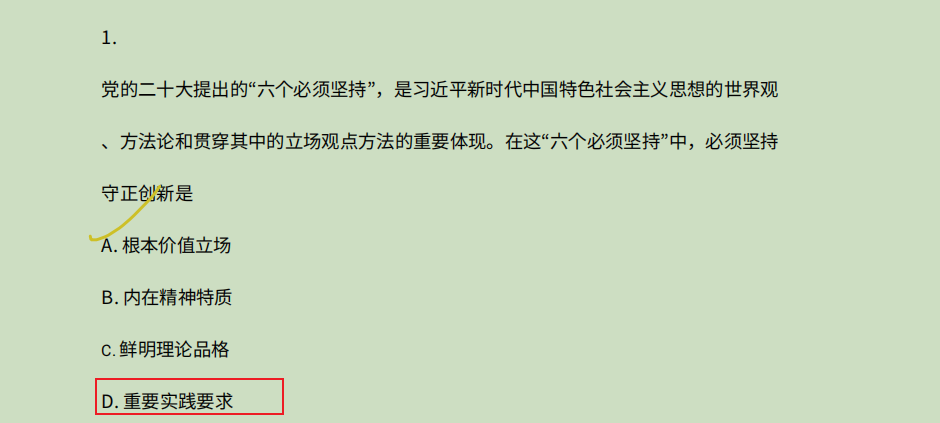 1.
党的二十大提出的“六个必须坚持”，是习近平新时代中国特色社会主义思想的世界观
、方法论和贯穿其中的立场观点方法的重要体现。在这“六个必须坚持”中，必须坚持
守正创新是
A. 根本价值立场
B. 内在精神特质
C. 鲜明理论品格
D. 重要实践要求